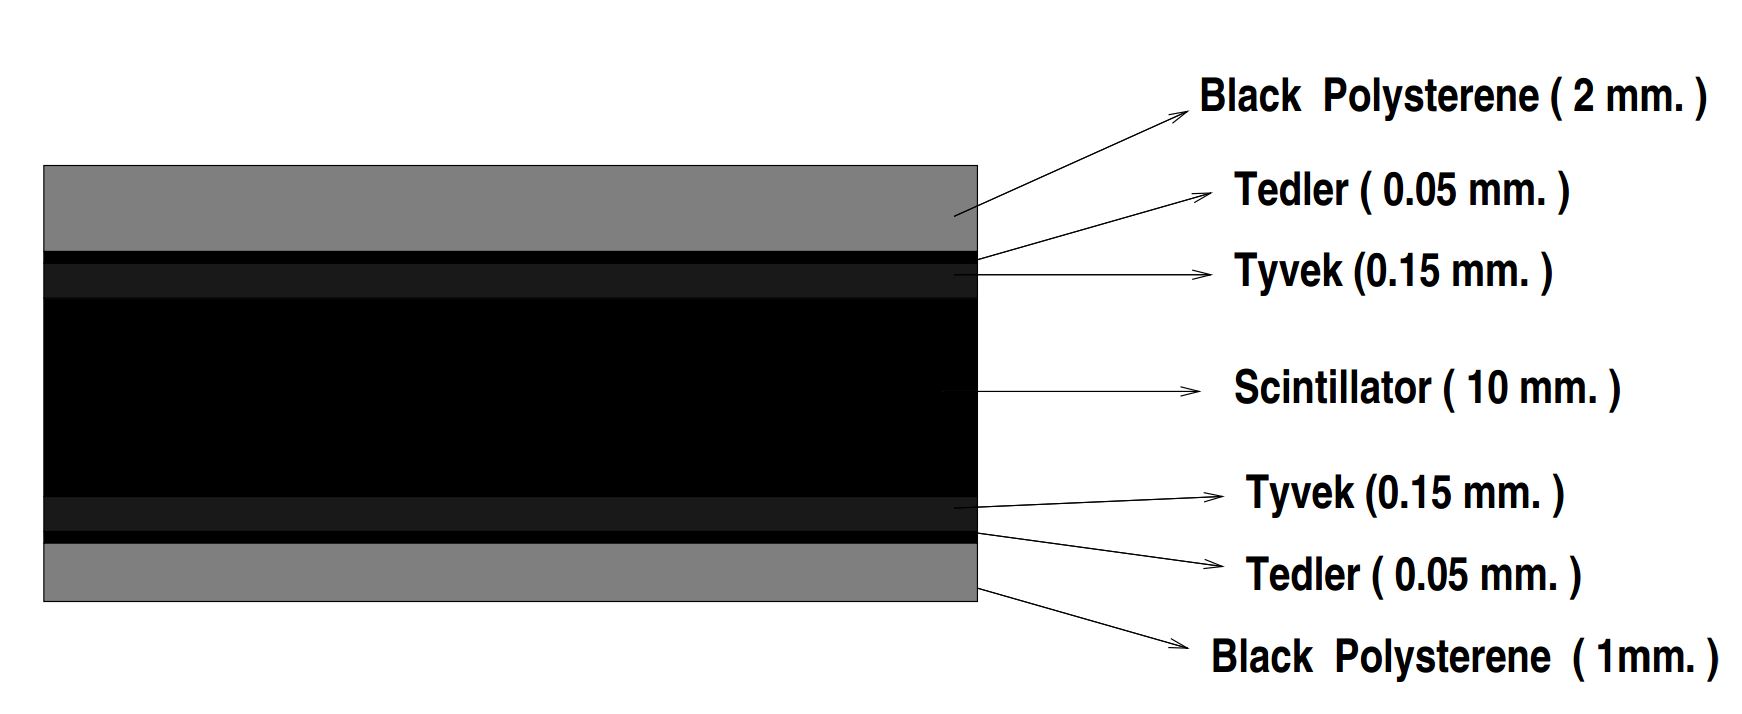 Black Polysterene ( 2 mm. )
Tedler ( 0.05 mm. )
Tyvek (0.15 mm. )
Scintillator ( 10 mm. )
Tyvek (0.15 mm. )
Tedler ( 0.05 mm. )
Black Polysterene ( 1mm. )